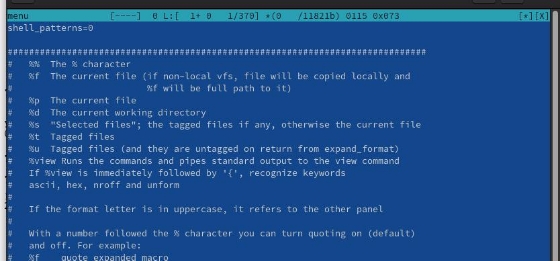 menu [----] 0 L:[ 1+ 0 1/379] *(0 /11821b) 0115 0x073 [*][X]
shell_patterns=0
################################################################################
# %% The % character
# %f The current file (if non-local vfs, file will be copied locally and
# %f will be full path to it)
# %p The current file
# %d The current working directory
# %s "Selected files"; the tagged files if any, otherwise the current file
# %t Tagged files
# %u Tagged files (and they are untagged on return from expand_format)
# %view Runs the commands and pipes standard output to the view command
# If %view is immediately followed by '{', recognize keywords
# ascii, hex, nroff and unform
#
# If the format letter is in uppercase, it refers to the other panel
#
# With a number followed the % character you can turn quoting on (default)
# and off. For example:
# %f quote expanded macro